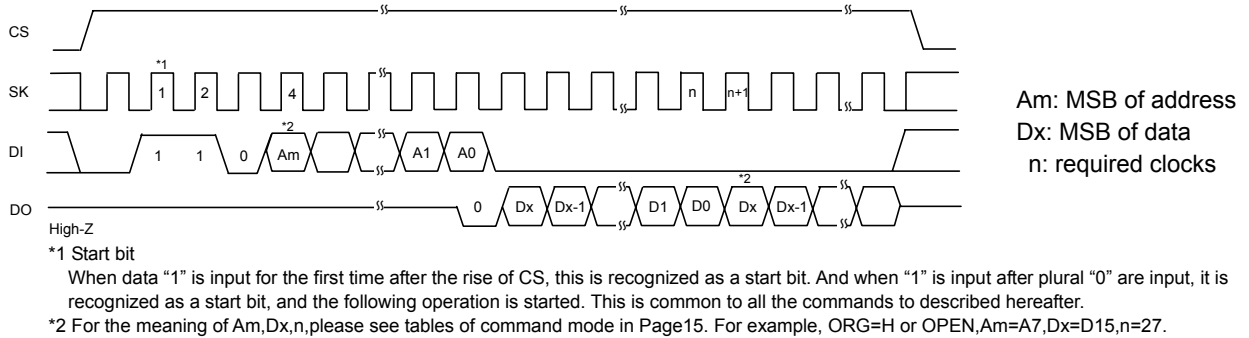 CS
*1
SK 1 2 4 n n+1
Am: MSB of address
*2
DI 1 1 0 Am A1 A0
Dx: MSB of data
n: required clocks
*2
DO 0 Dx Dx-1 D1 D0 Dx Dx-1
High-Z
*1 Start bit
When data “1” is input for the first time after the rise of CS, this is recognized as a start bit. And when “1” is input after plural “0” are input, it is
recognized as a start bit, and the following operation is started. This is common to all the commands to described hereafter.
*2 For the meaning of Am,Dx,n,please see tables of command mode in Page15. For example, ORG=H or OPEN,Am=A7,Dx=D15,n=27.